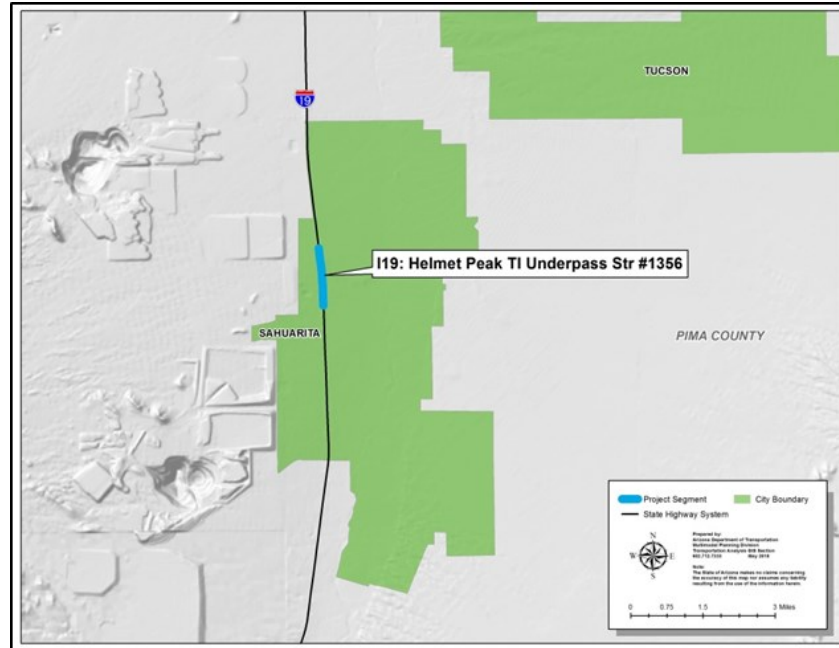 TUCSON
19
I19: Helmet Peak TI Underpass Str #1356
SAHUARITA
PIMA COUNTY
Project Segment
City Boundary
State Highway System
N
W E
S
Prepared by:
Arizona Department of Transportation
Multimodal Planning Division
Transportation Analysis GIS Section
May 2019
Note:
The State of Arizona makes no claims concerning
the accuracy of this map nor assumes any liability
resulting from the use of the information herein.
0 0.75 1.5 3 Miles